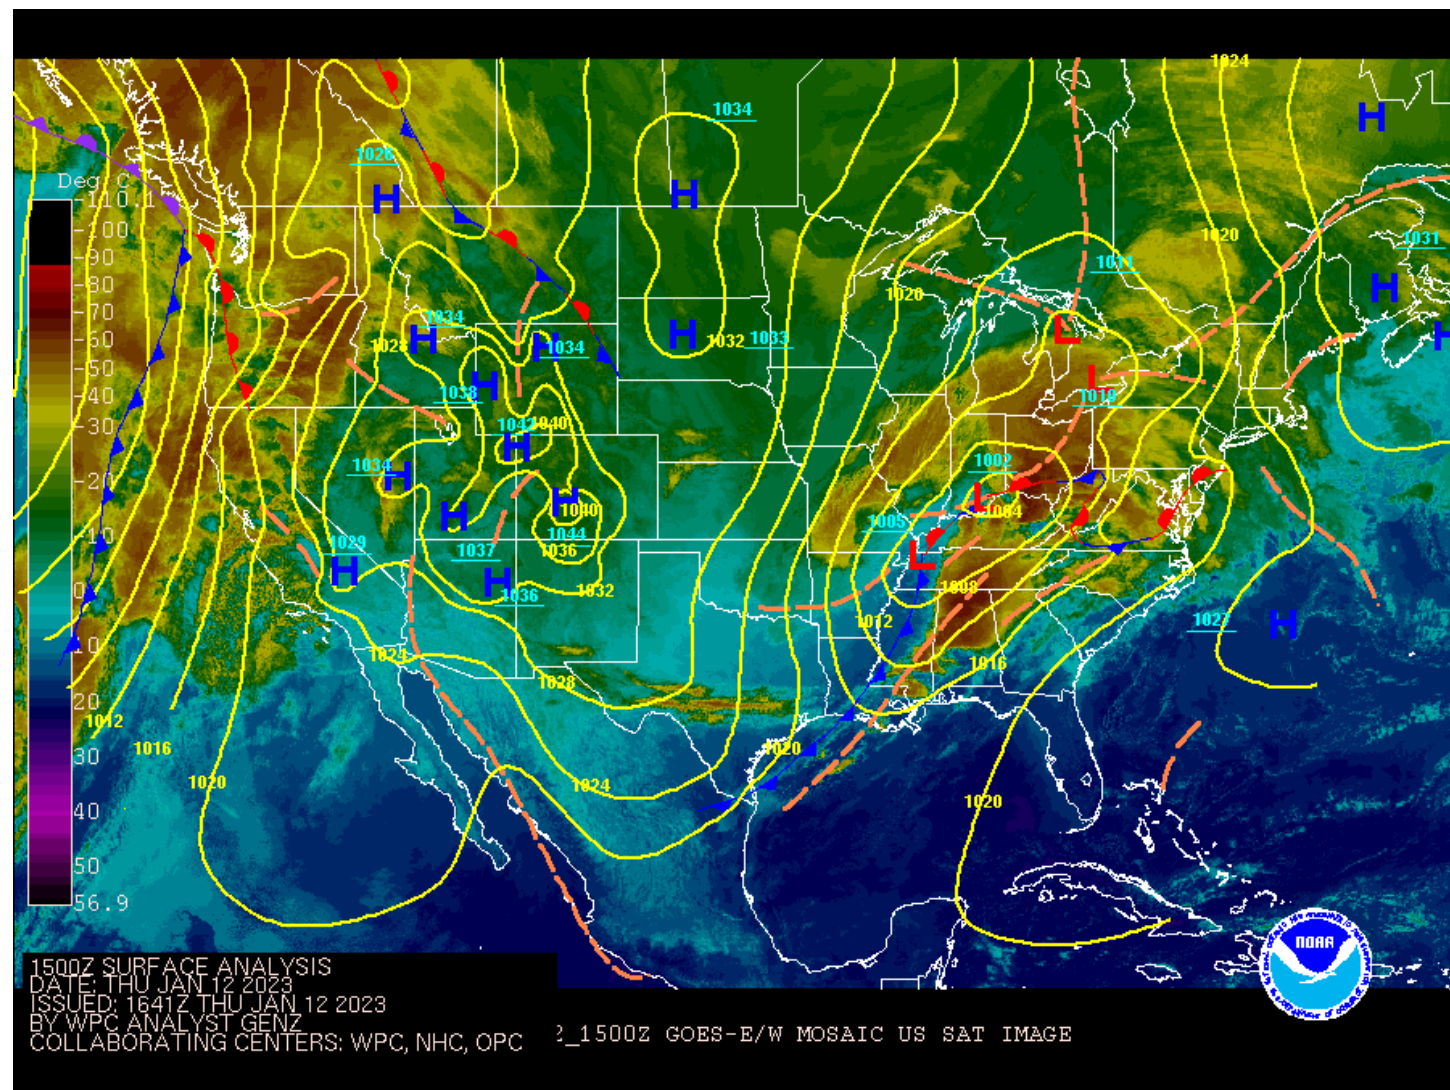 1024
1034
H
H
1026
H
H
Deg C
-110.1
-100
-90
-80
-70
-60
-50
-40
-30
-20
10
0
10
20
30
40
50
56.9
1020
1031
1011
H
1020
1034
H
H
1032
1033
L
H
1028
H
1034
1038
H
L
1010
1042
1040
H
1034
H
1002
H
H
1040
L
1004
1005
1044
1037
1036
1029
H
H
1036
1032
L
1008
1012
1027
H
1024
1016
1028
1012
1016
1020
1020
1024
1020
NOAA
1500Z SURFACE ANALYSIS
DATE: THU JAN 12 2023
ISSUED: 1641Z THU JAN 12 2023
BY WPC ANALYST GENZ
COLLABORATING CENTERS: WPC, NHC, OPC
2_1500Z GOES-E/W MOSAIC US SAT IMAGE